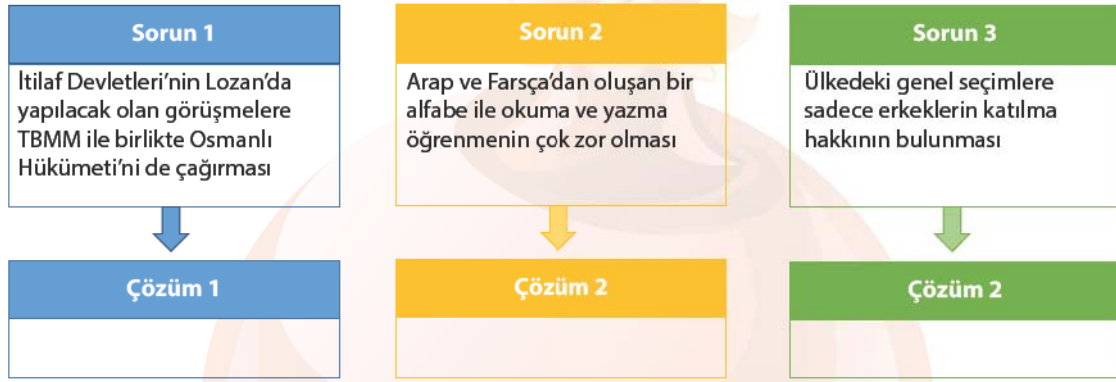 Sorun 1
İtilaf Devletleri’nin Lozan’da
yapılacak olan görüşmelere
TBMM ile birlikte Osmanlı
Hükümeti’ni de çağırması
Çözüm 1
Sorun 2
Arap ve Farsça’dan oluşan bir
alfabe ile okuma ve yazma
öğrenmenin çok zor olması
Çözüm 2
Sorun 3
Ülkedeki genel seçimlere
sadece erkeklerin katılma
hakkının bulunması
Çözüm 2